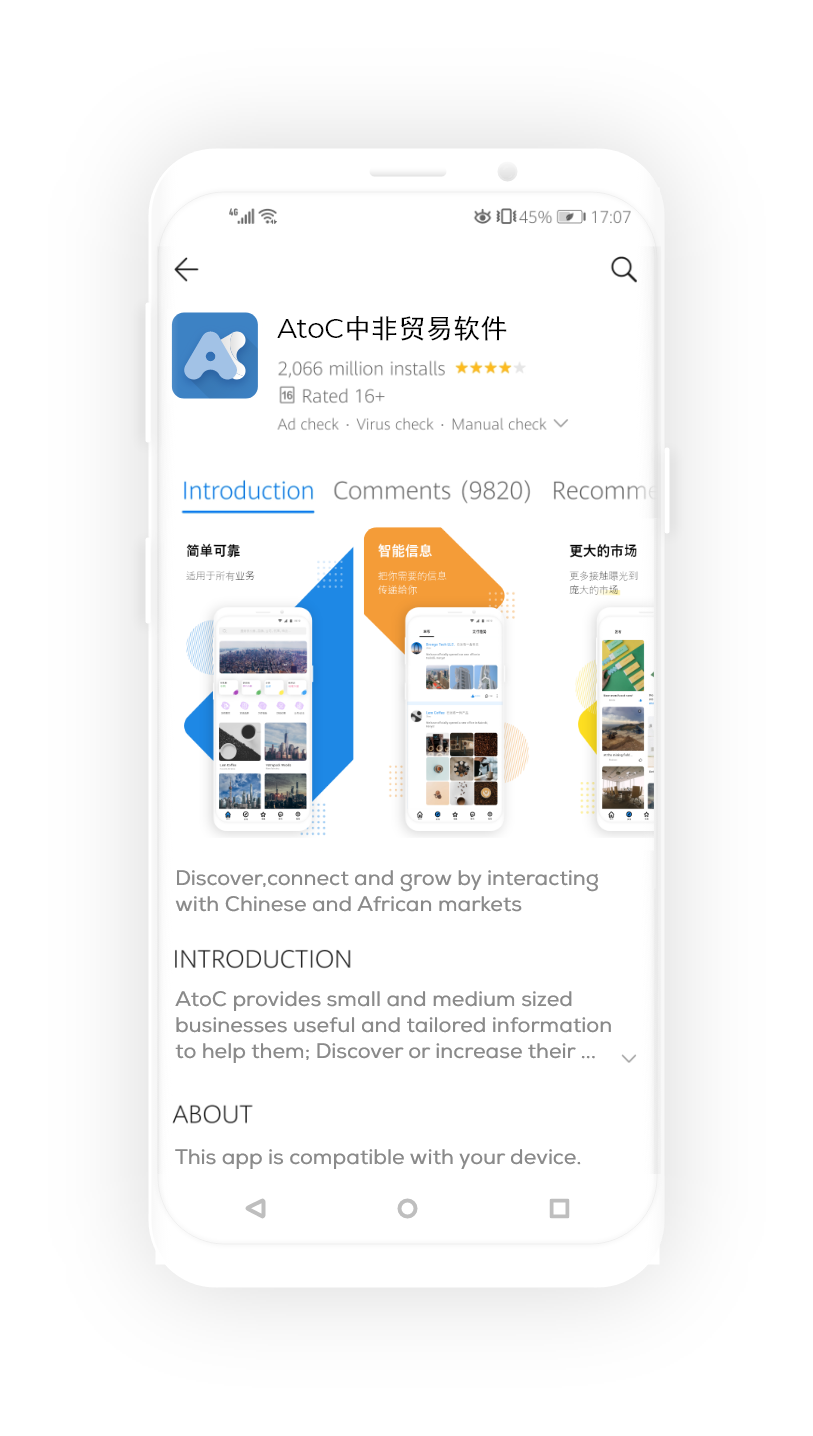 4G
45%
17:07
AtoC中非贸易软件
2,066 million installs
16 Rated 16+
Ad check · Virus check · Manual check
Introduction
Comments (9820)
Recomme
简单可靠
适用于所有业务
智能信息
把你需要的信息
传递给你
更大的市场
更多接触曝光到
庞大的市场
Discover,connect and grow by interacting
with Chinese and African markets
INTRODUCTION
AtoC provides small and medium sized
businesses useful and tailored information
to help them; Discover or increase their ...
ABOUT
This app is compatible with your device.